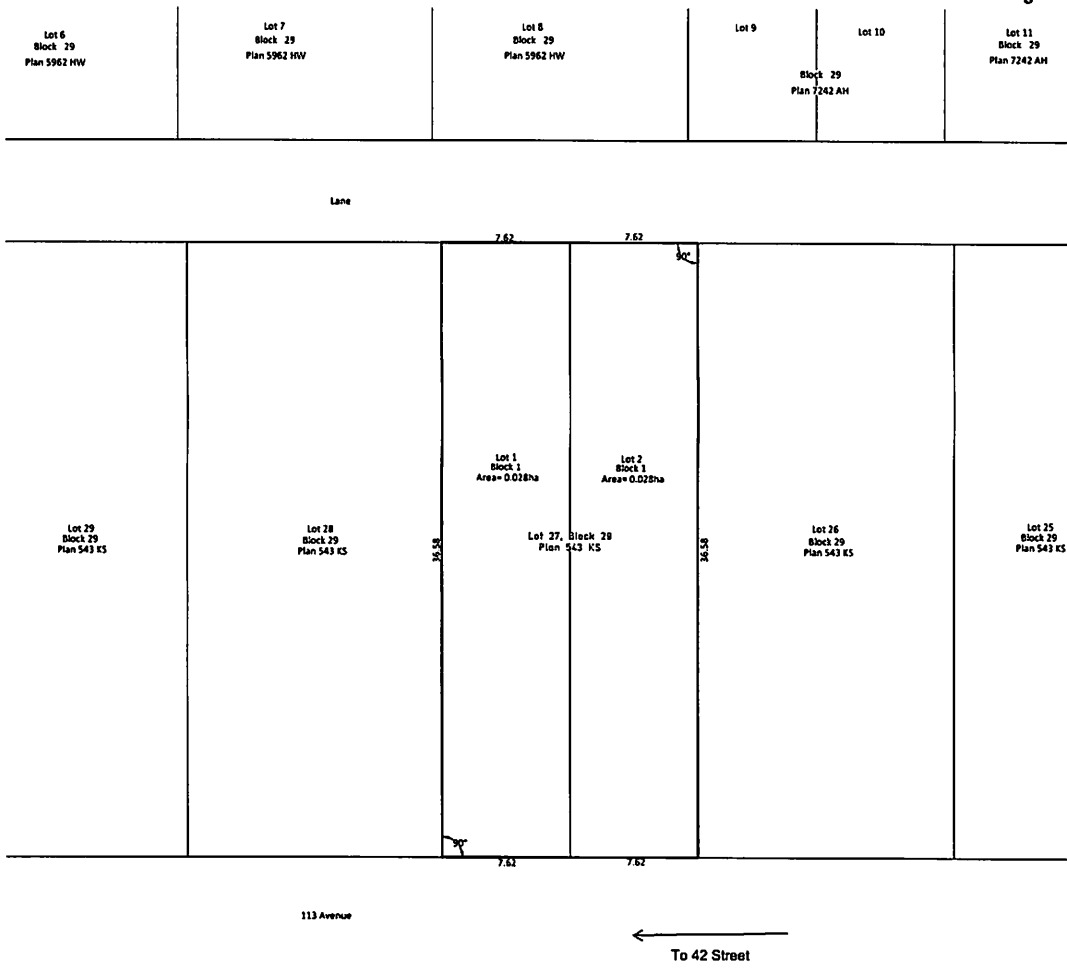 Lot 6
Block 29
Plan 5962 HW
Lot 7
Block 29
Plan 5962 HW
Lot 8
Block 29
Plan 5962 HW
Lot 9
Lot 10
Block 29
Plan 7242 AH
Lot 11
Block 29
Plan 7242 AH
Lane
7.62
7.62
90°
Lot 1
Block 1
Area= 0.028ha
Lot 2
Block 1
Area= 0.028ha
Lot 29
Block 29
Plan 543 KS
Lot 28
Block 29
Plan 543 KS
36.58
Lot 27, Block 29
Plan 543 KS
36.58
Lot 26
Block 29
Plan 543 KS
Lot 25
Block 29
Plan 543 KS
90°
7.62
7.62
113 Avenue
To 42 Street